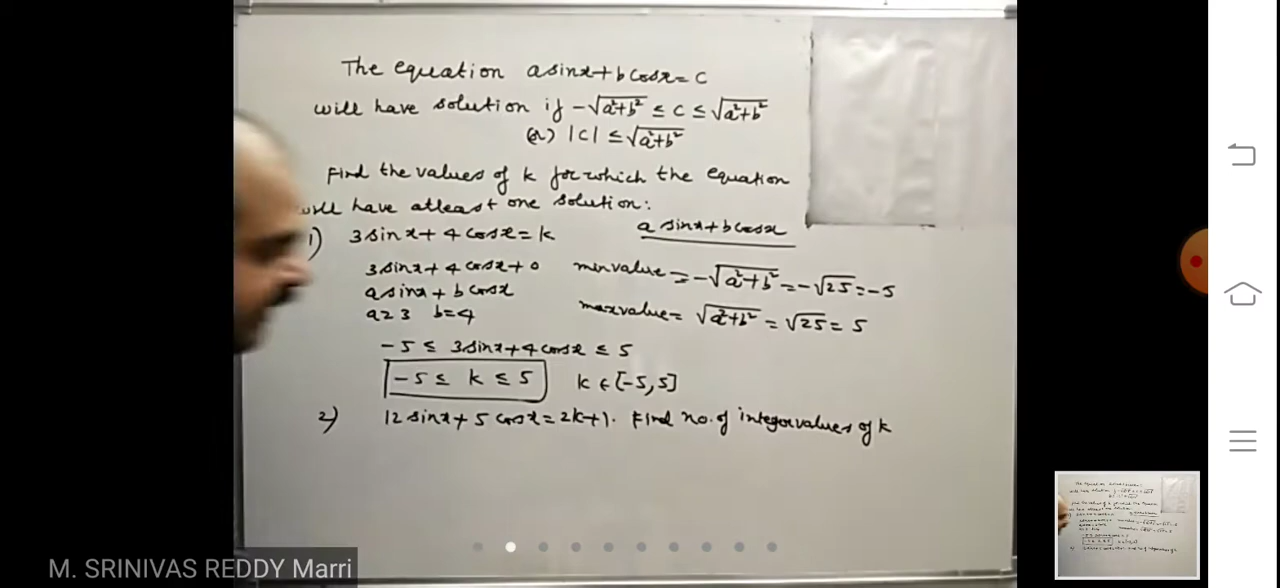 The equation a sinx + b cosx = c
will have solution if -√a²+b² ≤ c ≤ √a²+b²
(or) |c| ≤ √a²+b²
Find the values of k for which the equation
will have atleast one solution:
1) 3 sinx + 4 cosx = k a sinx + b cosx
3 sinx + 4 cosx + 0 min value = -√a²+b² = -√25 = -5
a sinx + b cosx
a = 3 b = 4 max value = √a²+b² = √25 = 5
-5 ≤ 3 sinx + 4 cosx ≤ 5
-5 ≤ k ≤ 5 k ∈ [-5, 5]
2) 12 sinx + 5 cosx = 2k+1. Find no. of integer values of k
M. SRINIVAS REDDY Marri